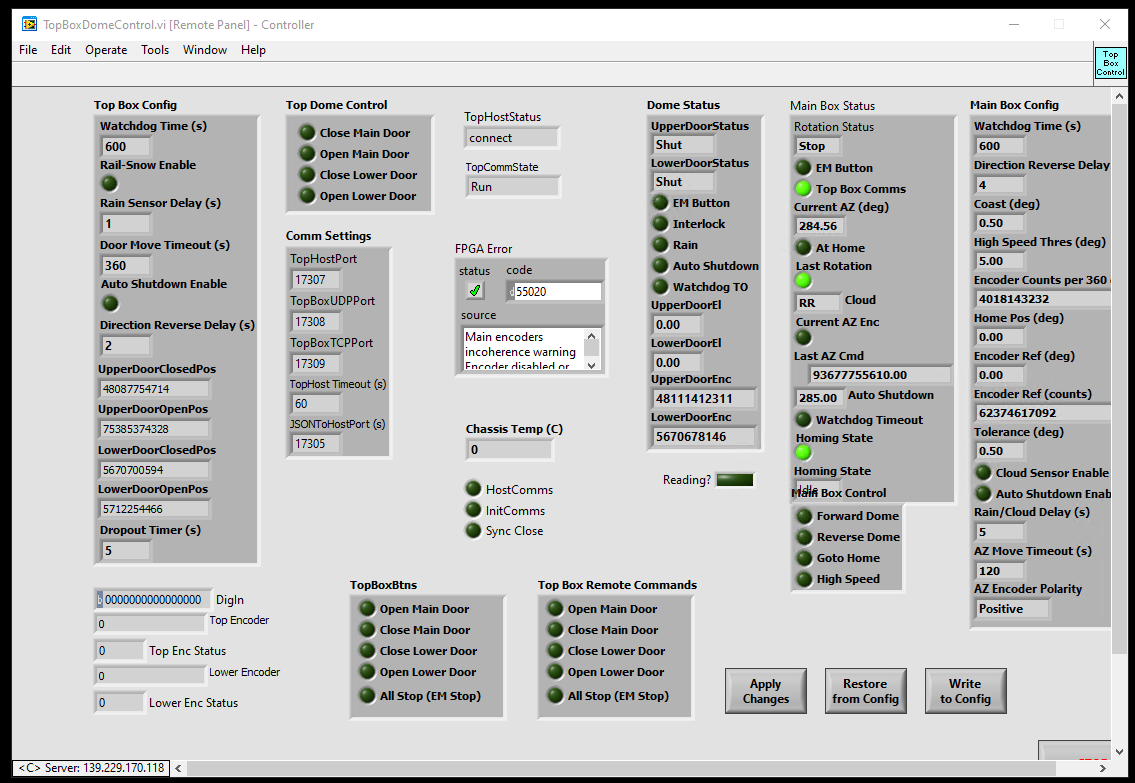 TopBoxDomeControl.vi [Remote Panel] - Controller
File Edit Operate Tools Window Help
Top
Box
Control
Top Box Config
Watchdog Time (s)
600
Rail-Snow Enable
Rain Sensor Delay (s)
1
Door Move Timeout (s)
360
Auto Shutdown Enable
Direction Reverse Delay (s)
2
UpperDoorClosedPos
48087754714
UpperDoorOpenPos
75385374328
LowerDoorClosedPos
5670700594
LowerDoorOpenPos
5712254466
Dropout Timer (s)
5
b 0000000000000000 DigIn
0 Top Encoder
0 Top Enc Status
0 Lower Encoder
0 Lower Enc Status
Top Dome Control
Close Main Door
Open Main Door
Close Lower Door
Open Lower Door
Comm Settings
TopHostPort
17307
TopBoxUDPPort
17308
TopBoxTCPPort
17309
TopHost Timeout (s)
60
JSONToHostPort (s)
17305
TopHostStatus
connect
TopCommState
Run
FPGA Error
status code
55020
source
Main encoders
incoherence warning
Encoder disabled or
Chassis Temp (C)
0
HostComms
InitComms
Sync Close
TopBoxBtns
Open Main Door
Close Main Door
Close Lower Door
Open Lower Door
All Stop (EM Stop)
Top Box Remote Commands
Open Main Door
Close Main Door
Close Lower Door
Open Lower Door
All Stop (EM Stop)
Dome Status
UpperDoorStatus
Shut
LowerDoorStatus
Shut
EM Button
Interlock
Rain
Auto Shutdown
Watchdog TO
UpperDoorEl
0.00
LowerDoorEl
0.00
UpperDoorEnc
48111412311
LowerDoorEnc
5670678146
Reading?
Main Box Status
Rotation Status
Stop
EM Button
Top Box Comms
Current AZ (deg)
284.56
At Home
Last Rotation
RR Cloud
Current AZ Enc
Last AZ Cmd
93677755610.00
285.00 Auto Shutdown
Watchdog Timeout
Homing State
Homing State
Idle
Main Box Control
Forward Dome
Reverse Dome
Goto Home
High Speed
Main Box Config
Watchdog Time (s)
600
Direction Reverse Delay
4
Coast (deg)
0.50
High Speed Thres (deg)
5.00
Encoder Counts per 360
4018143232
Home Pos (deg)
0.00
Encoder Ref (deg)
0.00
Encoder Ref (counts)
62374617092
Tolerance (deg)
0.50
Cloud Sensor Enable
Auto Shutdown Enab
Rain/Cloud Delay (s)
5
AZ Move Timeout (s)
120
AZ Encoder Polarity
Positive
Apply
Changes
Restore
from Config
Write
to Config
<C> Server: 139.229.170.118